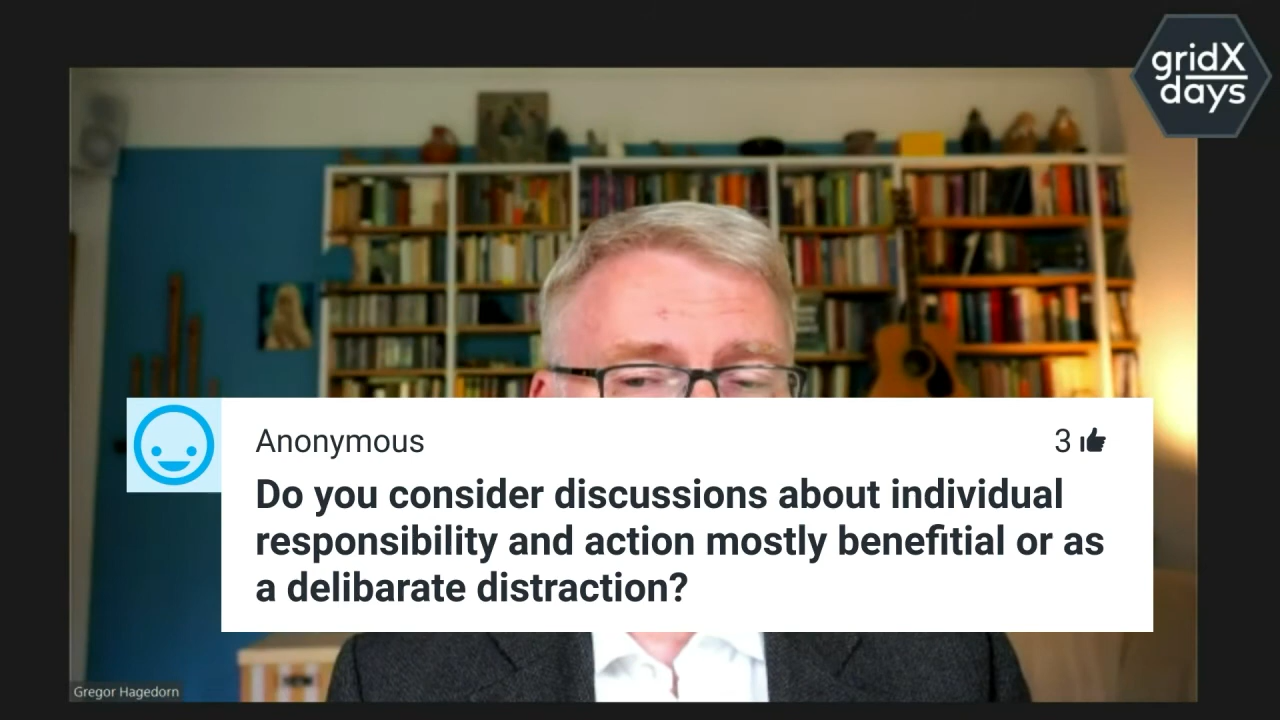 gridX
days
Anonymous
3
Do you consider discussions about individual
responsibility and action mostly benefitial or as
a delibarate distraction?
Gregor Hagedorn